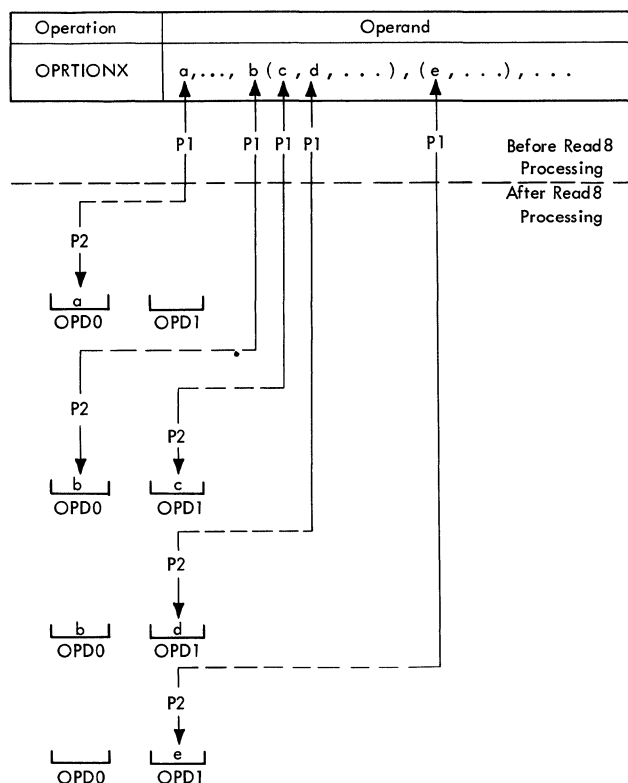 Operation Operand
OPRTIONX a,..., b (c,d, ...), (e, ...), ...
P1 P1 P1 P1 P1
Before Read8
Processing
After Read8
Processing
P2
a
OPD0 OPD1
P2 P2
b c
OPD0 OPD1
P2
b d
OPD0 OPD1
P2
e
OPD0 OPD1